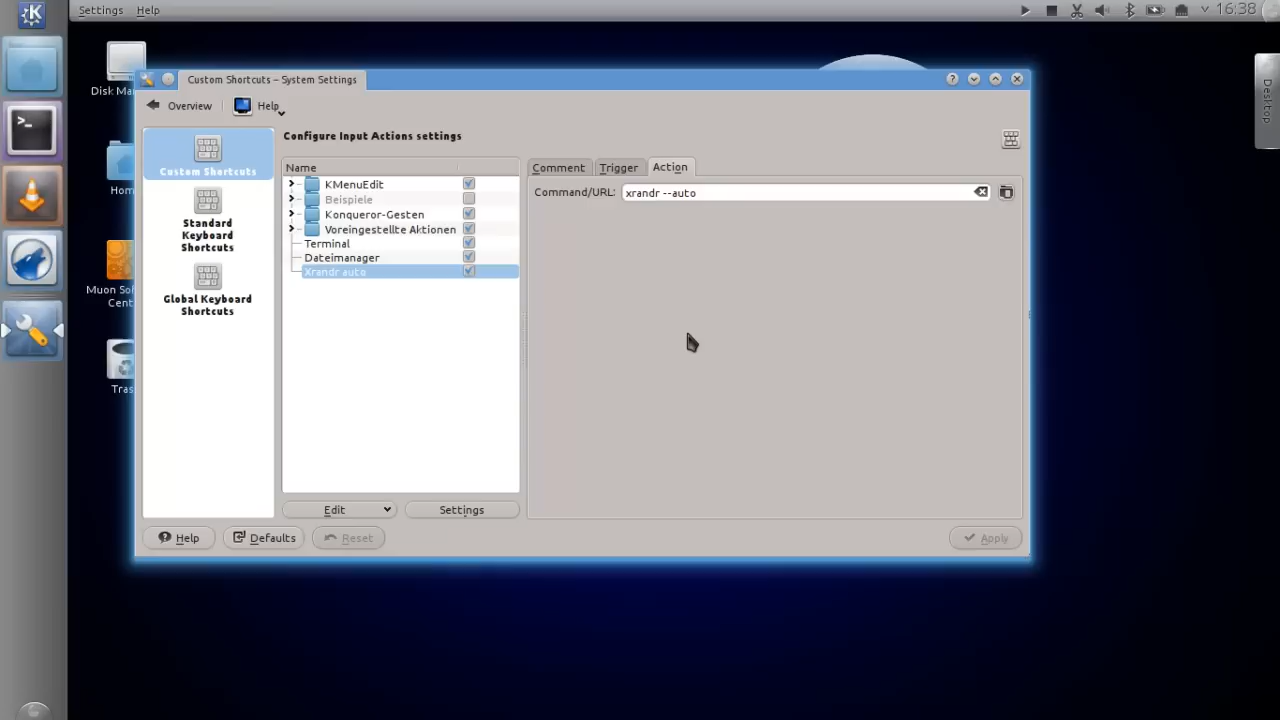 Settings Help
16:38
Custom Shortcuts – System Settings
Overview Help
Configure Input Actions settings
Custom Shortcuts
Standard
Keyboard
Shortcuts
Global Keyboard
Shortcuts
Name
KMenuEdit
Beispiele
Konqueror-Gesten
Voreingestellte Aktionen
Terminal
Dateimanager
Xrandr auto
Comment Trigger Action
Command/URL: xrandr --auto
Edit Settings
Help Defaults Reset Apply
Disk
Hom
Muon So
Cent
Tras
Desktop